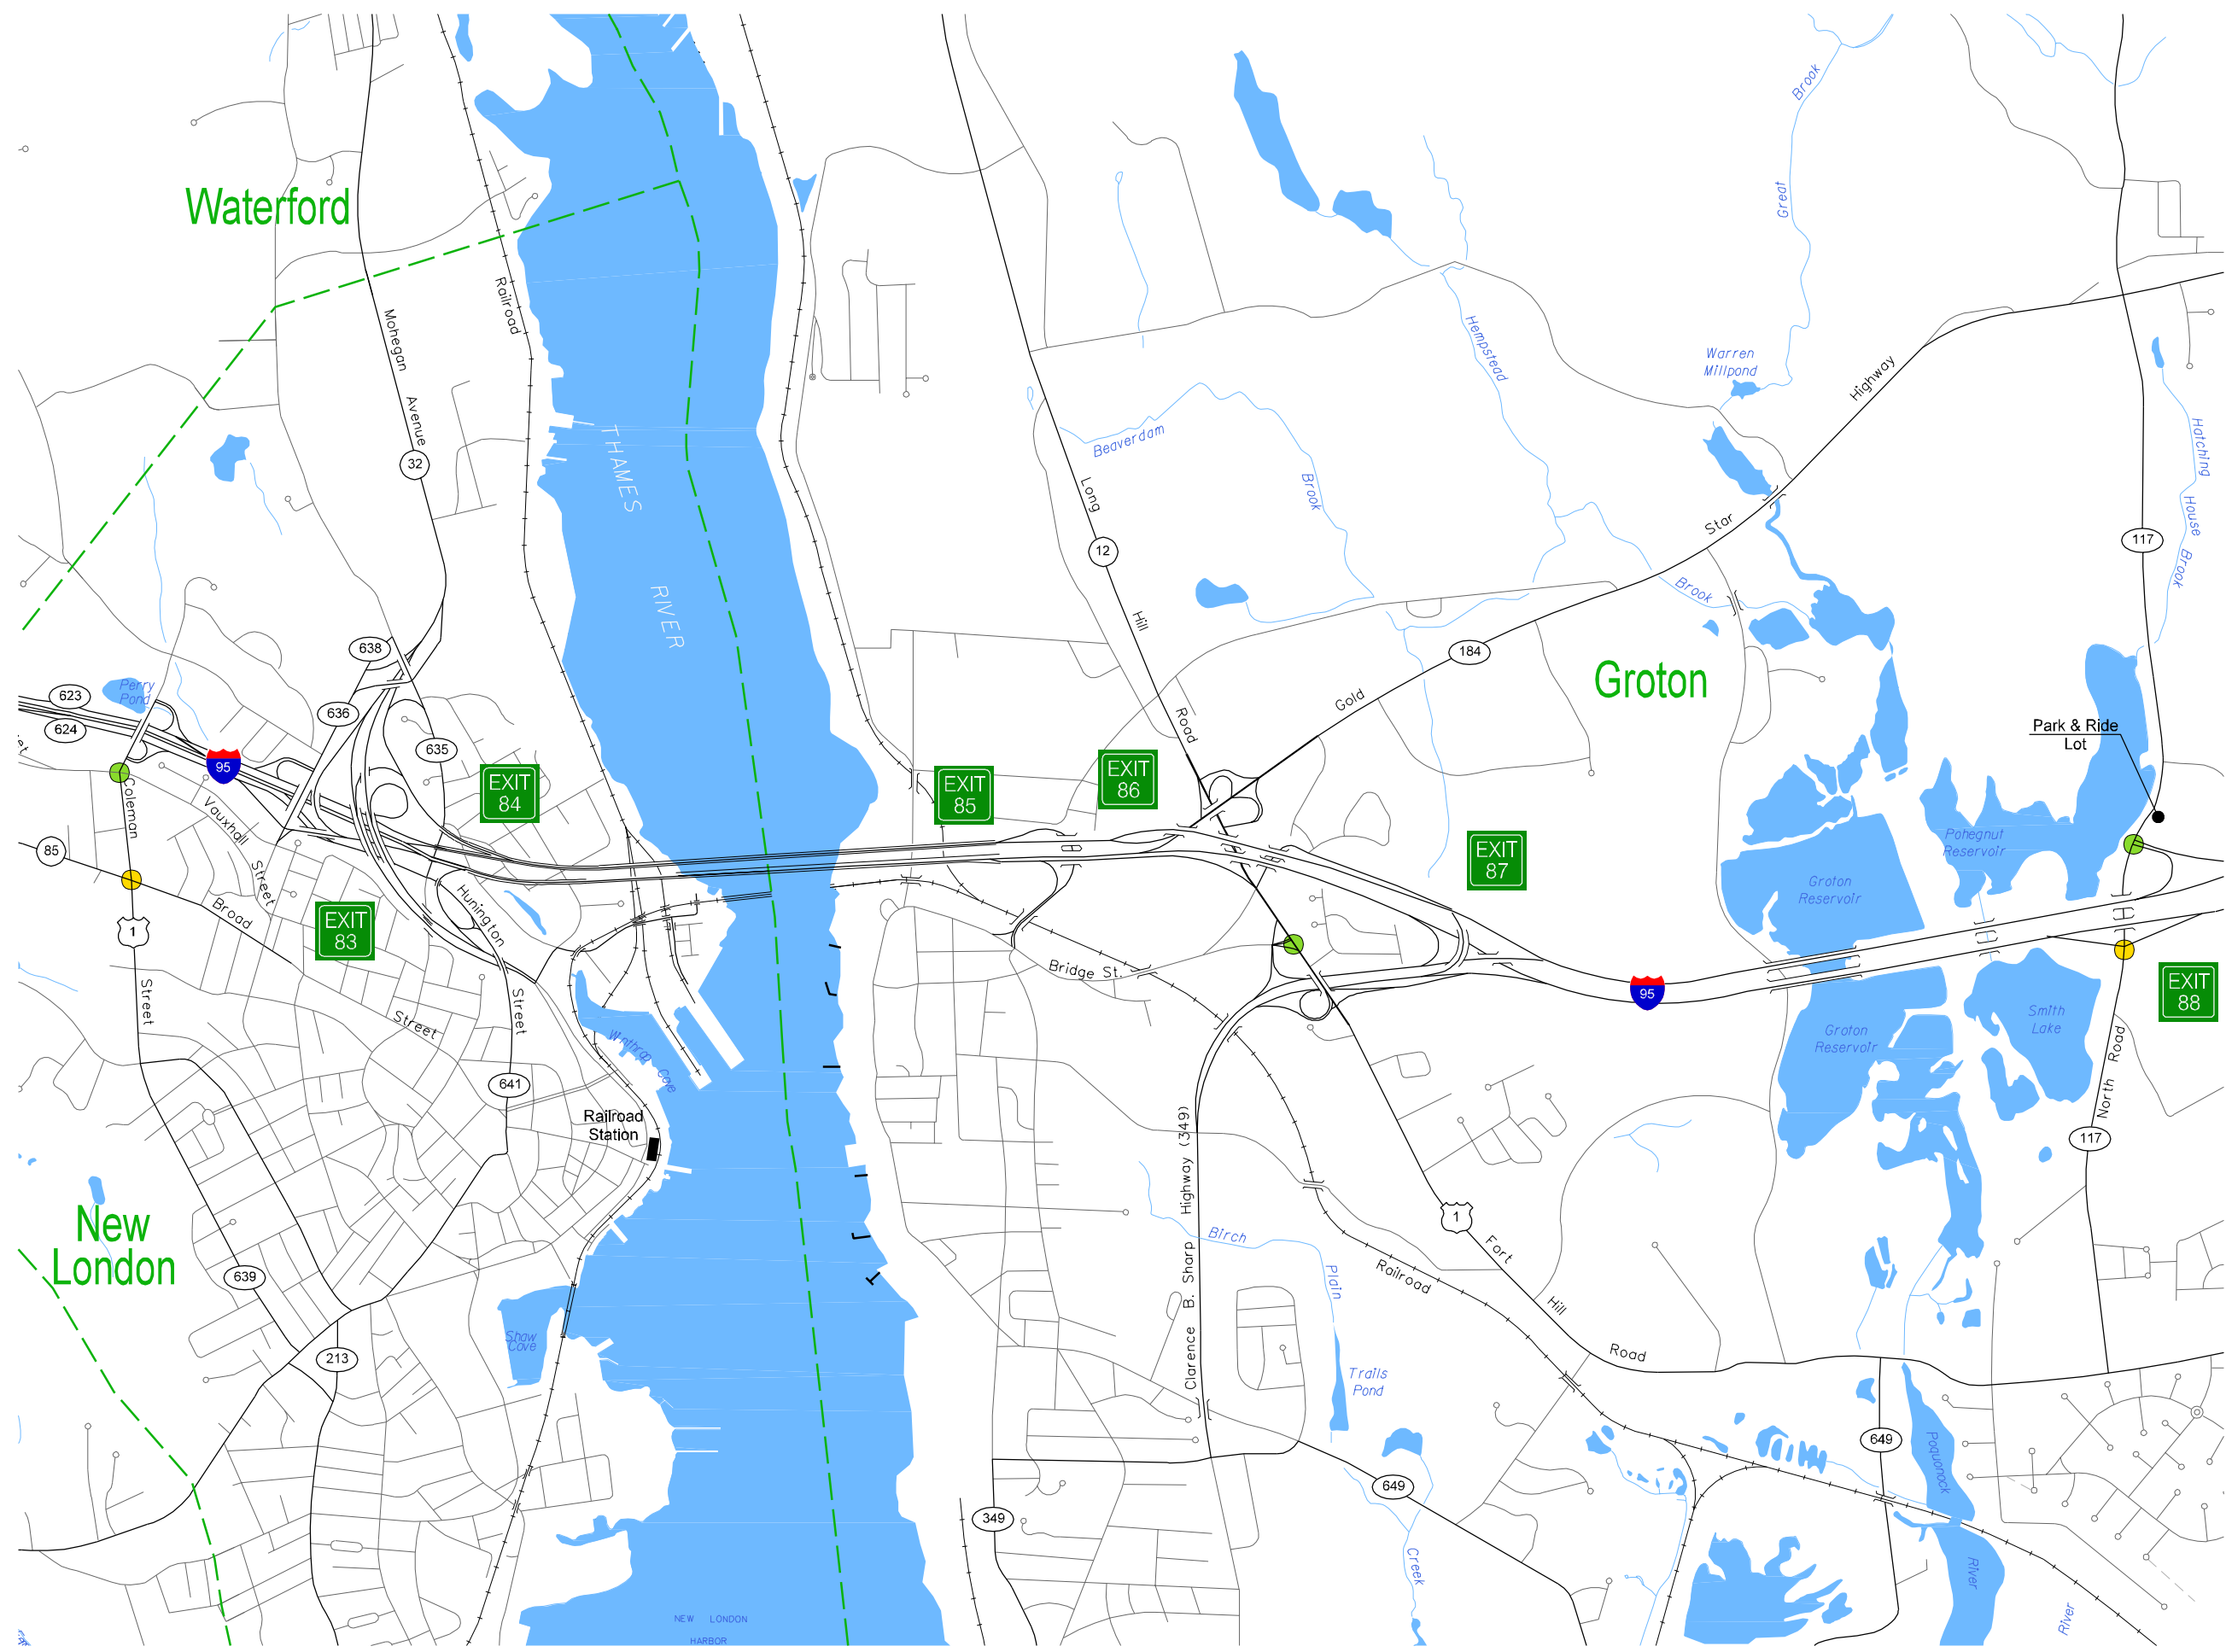 Waterford
Groton
New
London
THAMES
RIVER
Railroad
Mohegan
Avenue
32
638
636
635
623
624
Perry
Pond
95
Coleman
Street
Vauxhall
Street
85
Broad
Street
1
EXIT
83
EXIT
84
EXIT
85
EXIT
86
EXIT
87
EXIT
88
Hunington
Street
641
639
213
Winthrop Cove
Railroad
Station
Shaw
Cove
NEW LONDON
HARBOR
Long
Hill
Road
12
Beaverdam
Brook
Hempstead
Brook
Great
Brook
Warren
Millpond
Gold
Star
Highway
184
Hatching
House
Brook
117
Park & Ride
Lot
Pohegnut
Reservoir
Groton
Reservoir
Groton
Reservoir
Smith
Lake
95
North Road
117
Bridge St.
Clarence B. Sharp Highway (349)
Birch
Plain
Creek
Trails
Pond
Railroad
1
Fort
Hill
Road
649
649
349
Poquonock
River
River